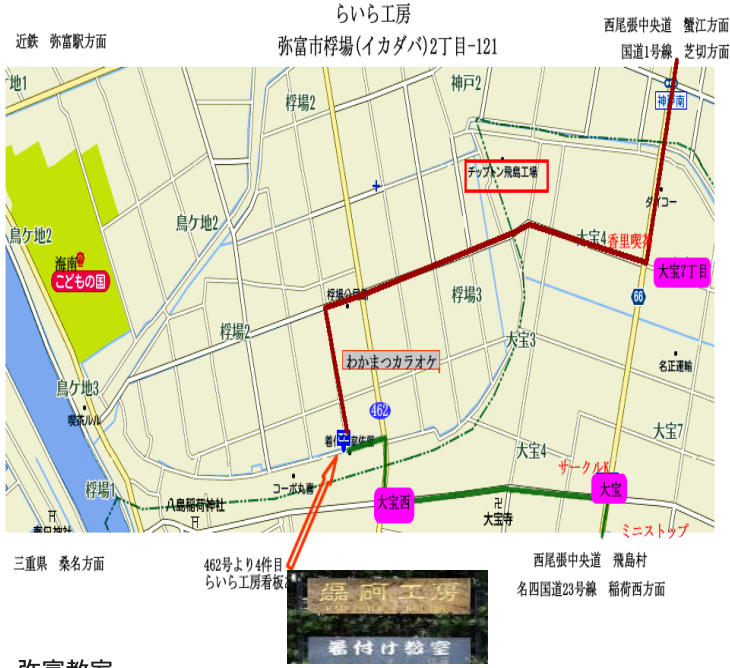 らいら工房
弥富市桴場(イカダバ)2丁目-121
近鉄 弥富駅方面
西尾張中央道 蟹江方面
国道1号線 芝切方面
地1
桴場2
神戸2
神戸南
チップトン飛島工場
ダイコー
鳥ケ地2
鳥ケ地2
海南
こどもの国
大宝4
香里喫茶
大宝7丁目
桴場3
66
桴場2
大宝3
わかまつカラオケ
名正運輸
鳥ケ地3
喫茶ルル
462
大宝4
大宝7
サークルK
桴場1
コーポ丸喜
八島稲荷神社
大宝西
大宝
大宝寺
ミニストップ
三重県 桑名方面
462号より4件目
らいら工房看板
西尾張中央道 飛島村
名四国道23号線 稲荷西方面
工房
着付け教室
弥富教室